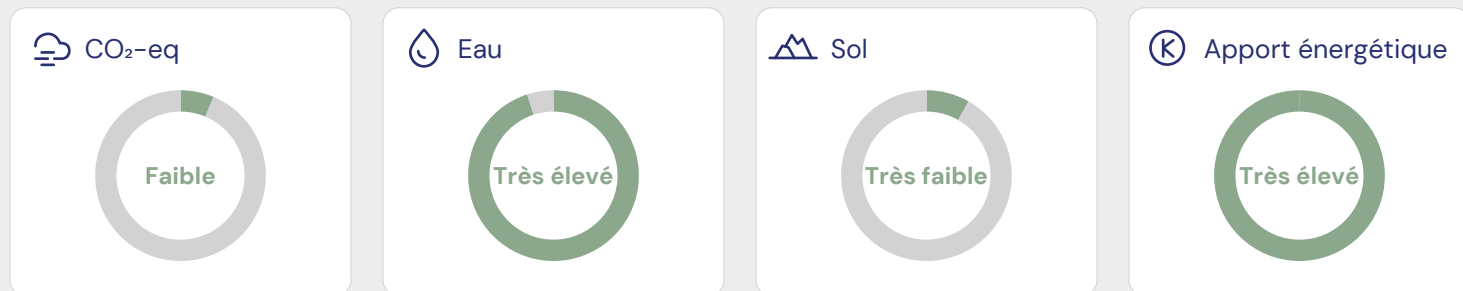 CO₂-eq
Faible
Eau
Très élevé
Sol
Très faible
Apport énergétique
Très élevé